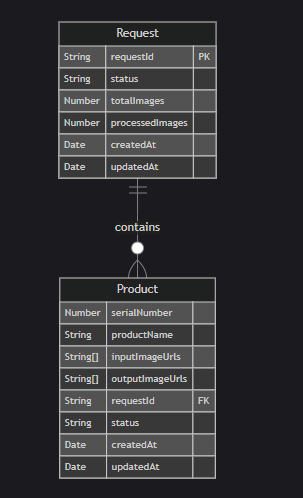 Request
String requestId PK
String status
Number totalImages
Number processedImages
Date createdAt
Date updatedAt
contains
Product
Number serialNumber
String productName
String[] inputImageUrls
String[] outputImageUrls
String requestId FK
String status
Date createdAt
Date updatedAt